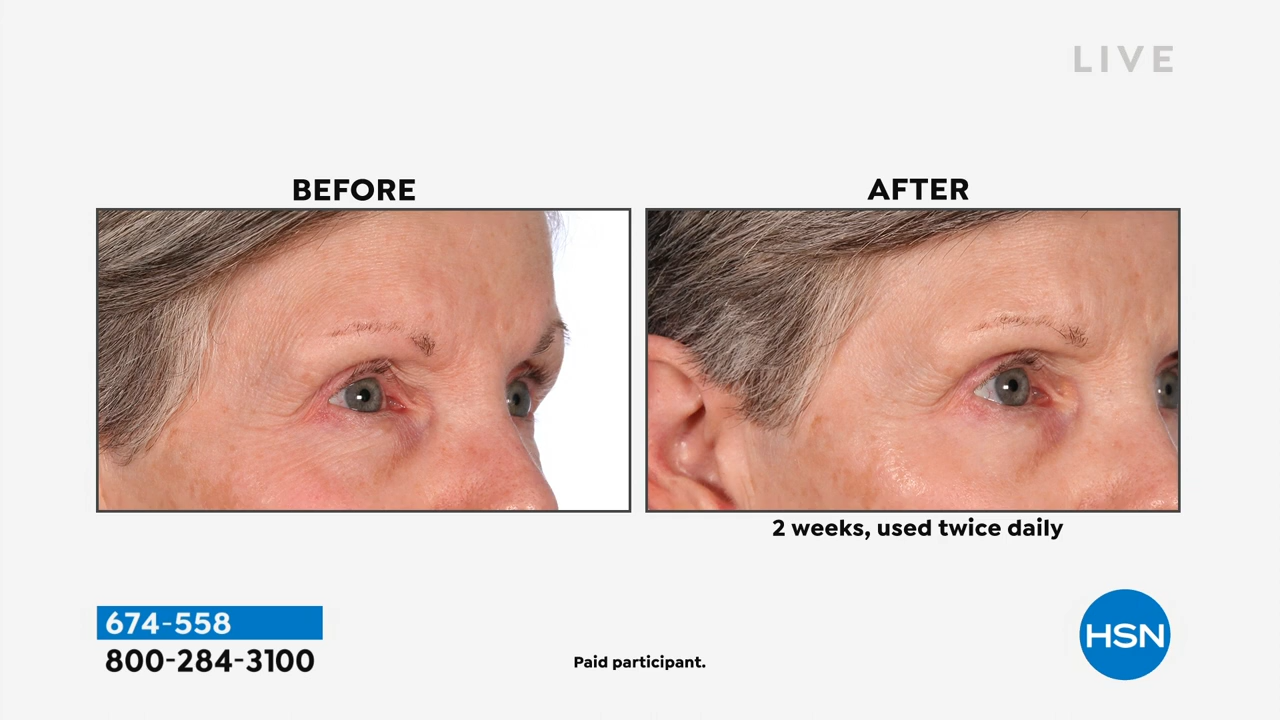 LIVE
BEFORE
AFTER
2 weeks, used twice daily
674-558
800-284-3100
Paid participant.
HSN